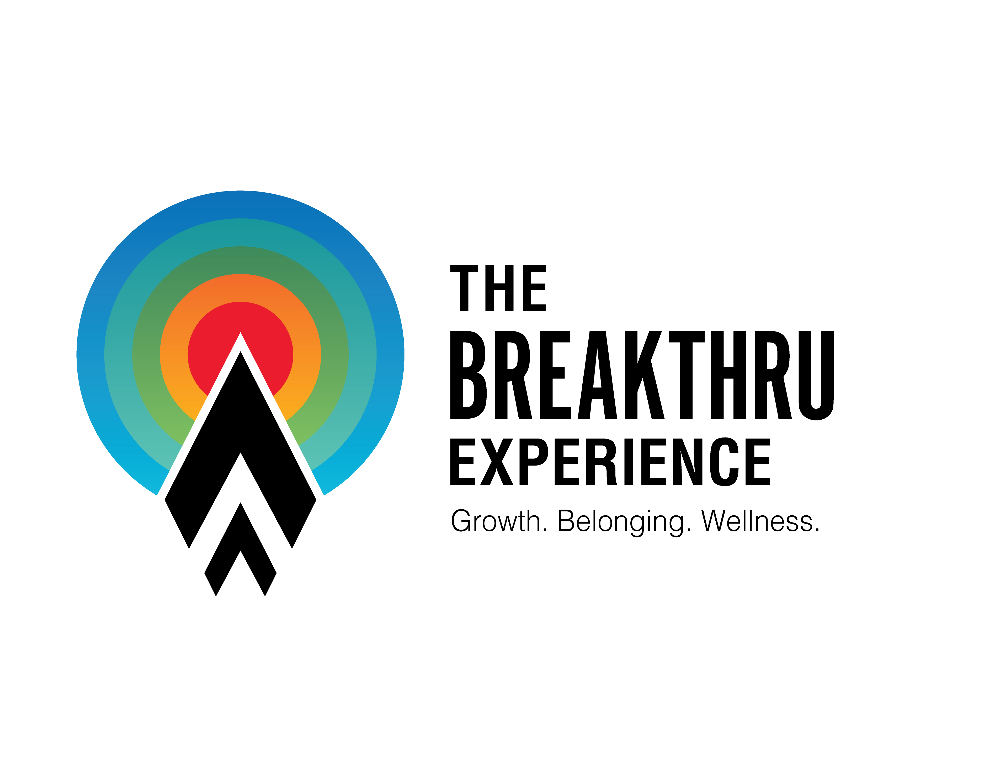 THE
BREAKTHRU
EXPERIENCE
Growth. Belonging. Wellness.